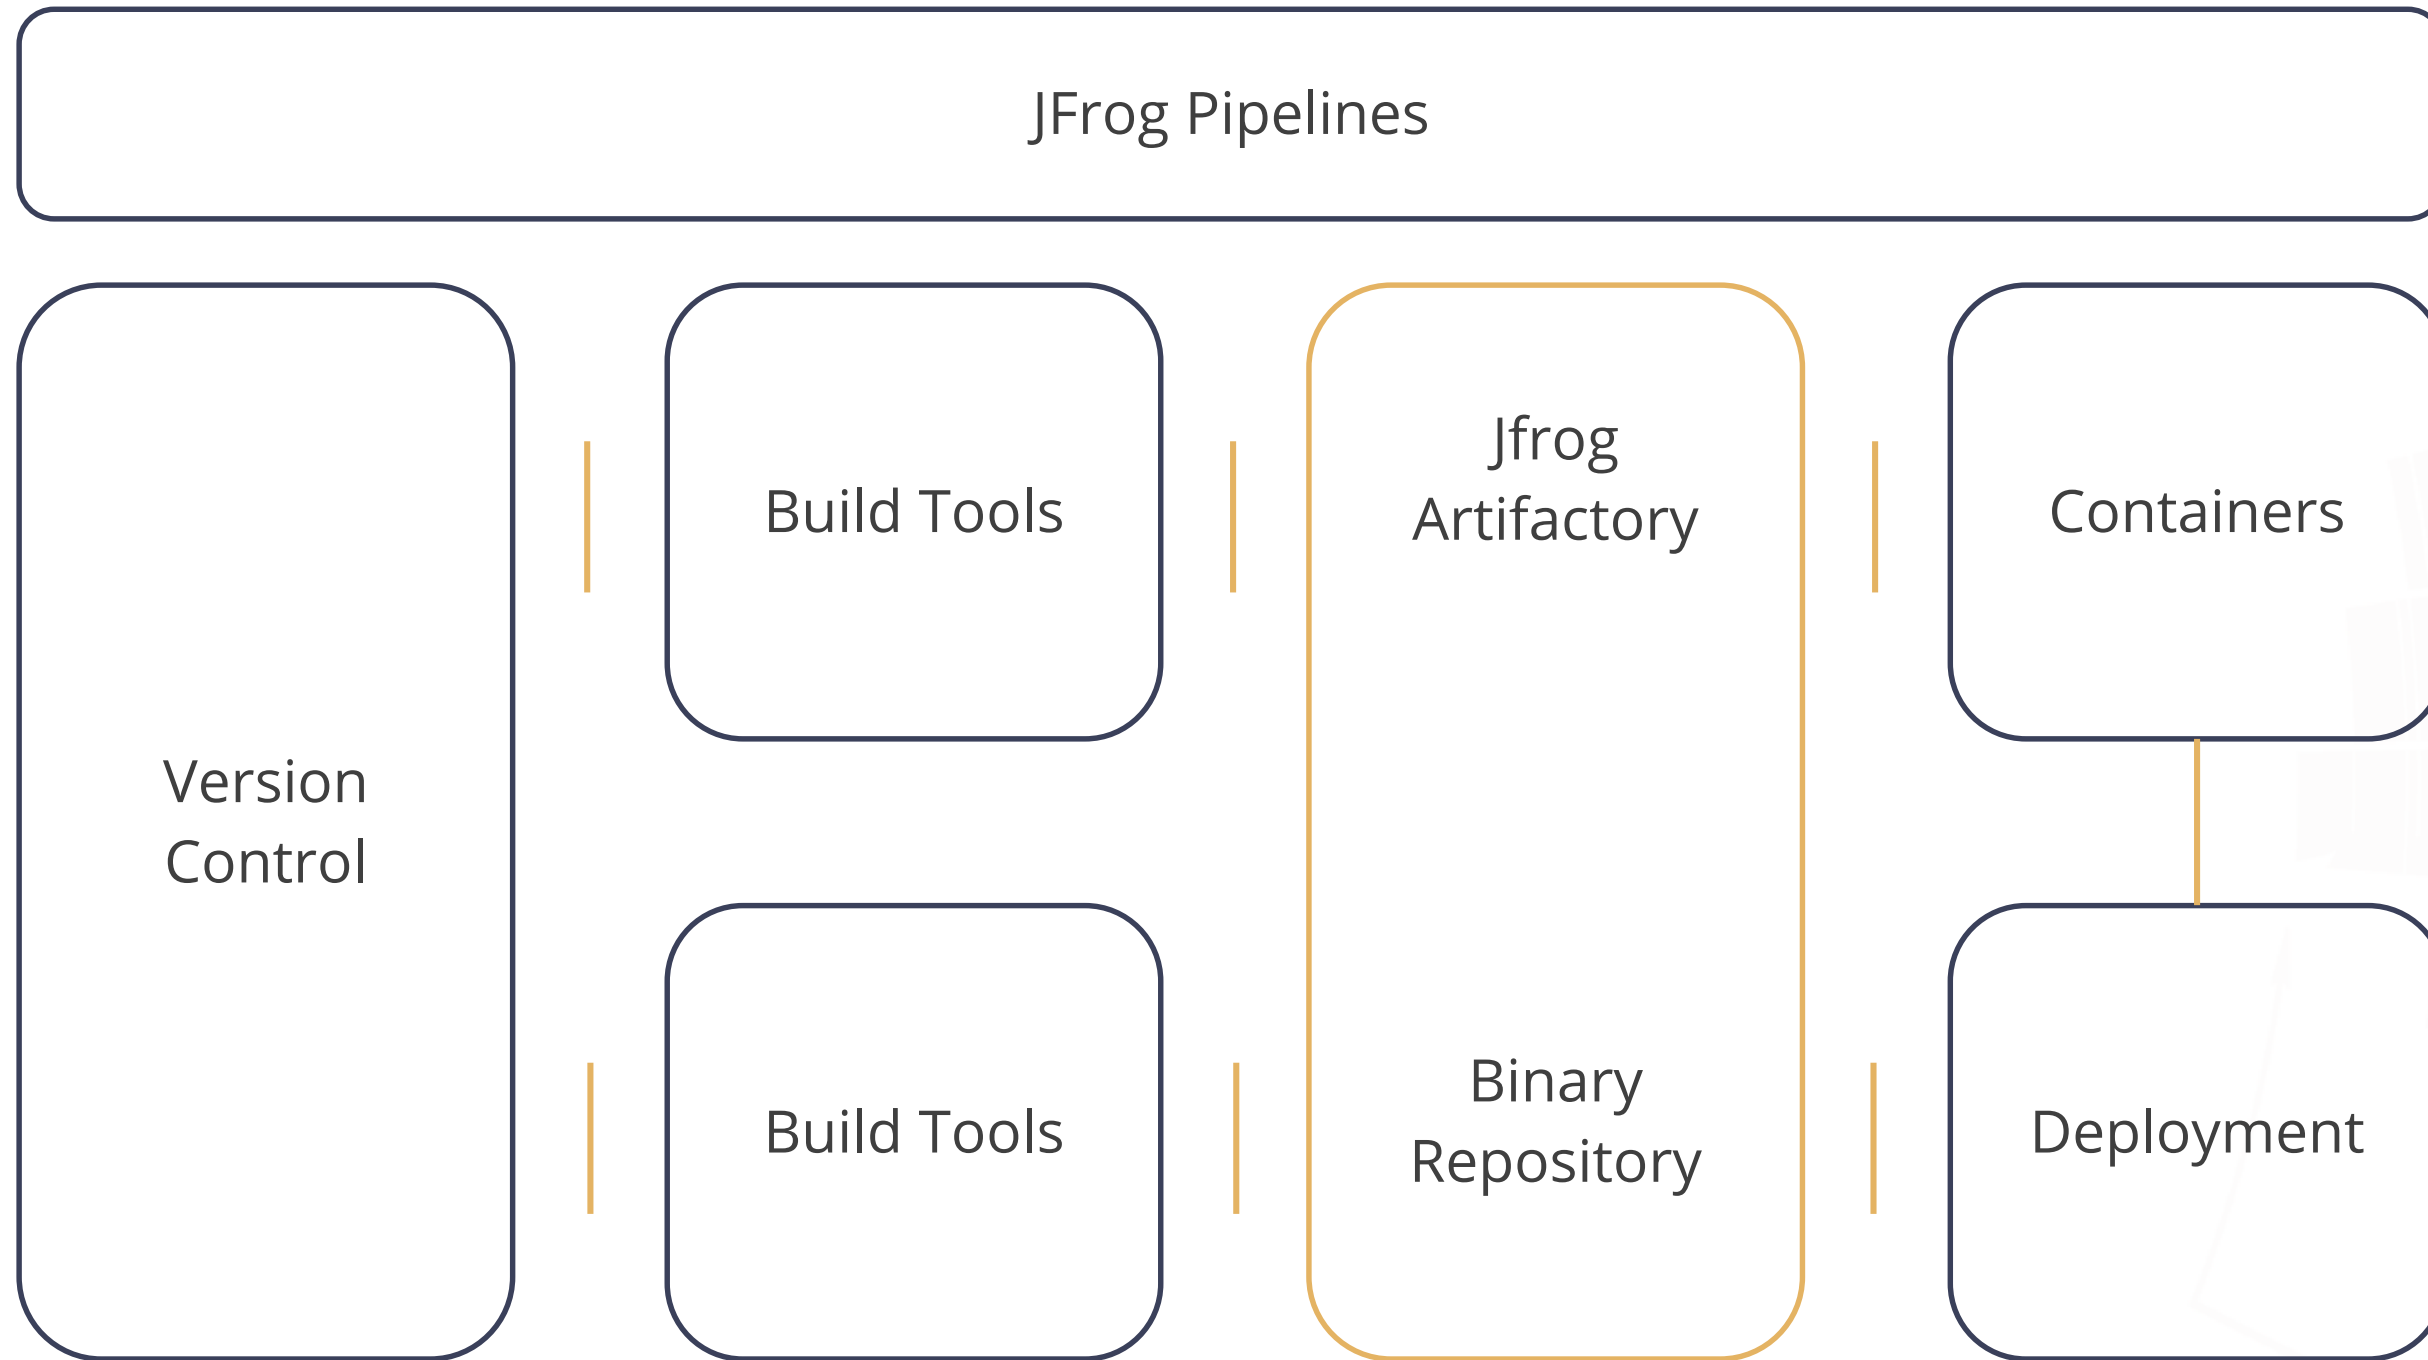 JFrog Pipelines
Version
Control
Build Tools
Build Tools
Jfrog
Artifactory
Binary
Repository
Containers
Deployment